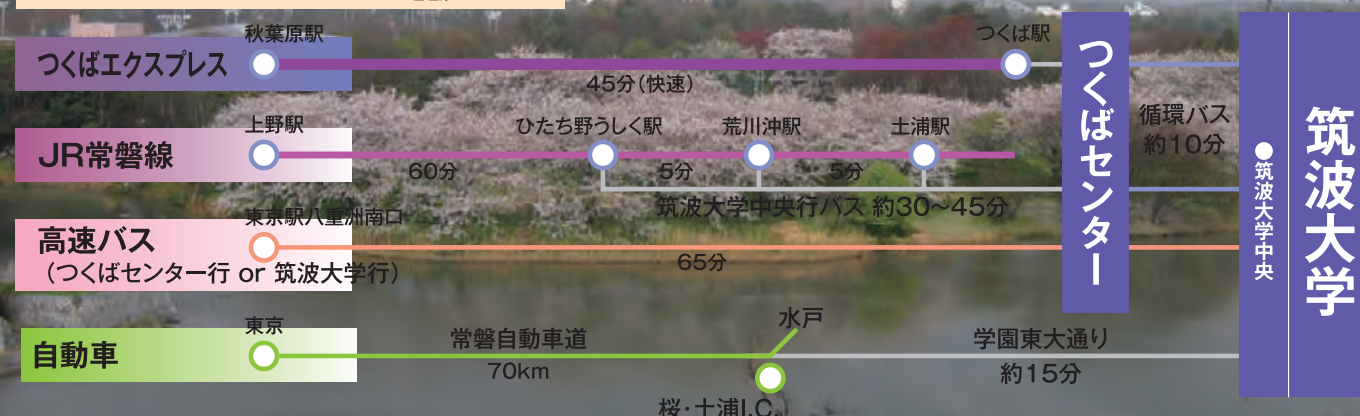 秋葉原駅
つくば駅
つくばエクスプレス
45分(快速)
上野駅
ひたち野うしく駅
荒川沖駅
土浦駅
JR常磐線
60分
5分
5分
筑波大学中央行バス 約30〜45分
東京駅八重洲南口
高速バス
(つくばセンター行 or 筑波大学行)
65分
東京
自動車
常磐自動車道
70km
水戸
桜・土浦I.C.
学園東大通り
約15分
つくばセンター
循環バス
約10分
●筑波大学中央
筑波大学